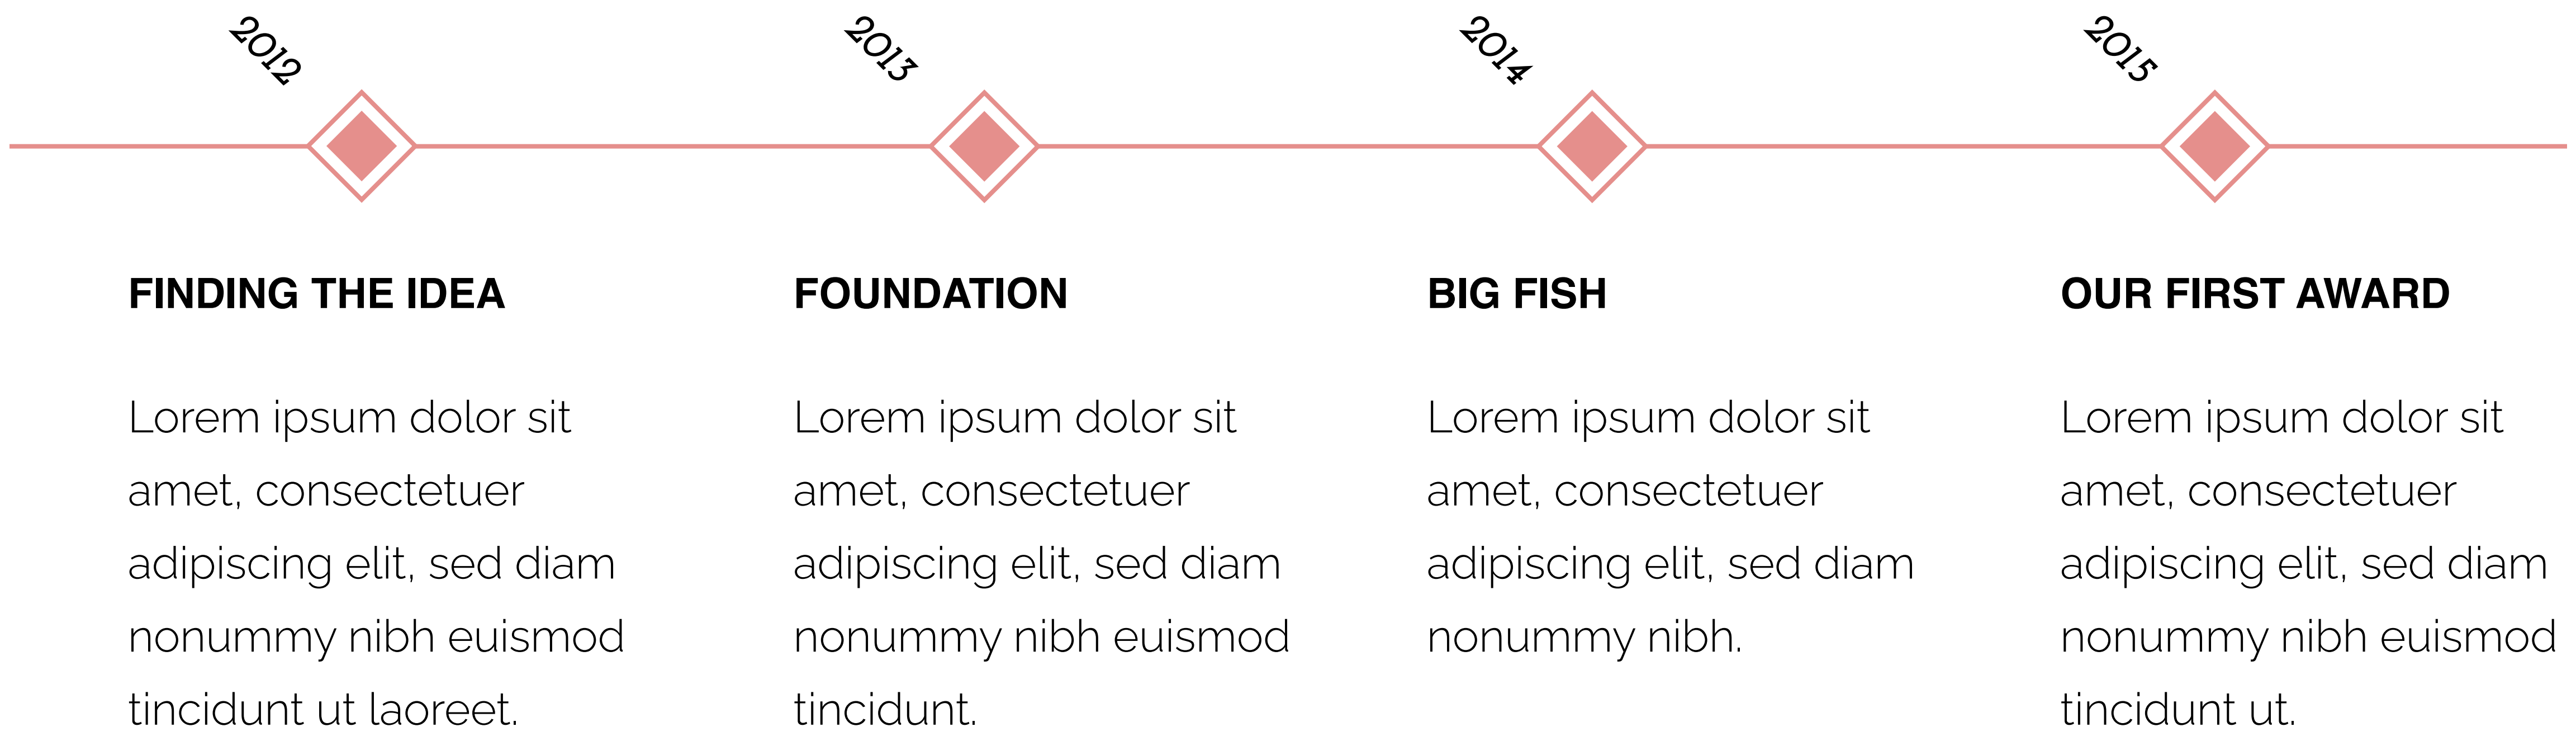 2012
2013
2014
2015
FINDING THE IDEA
Lorem ipsum dolor sit
amet, consectetuer
adipiscing elit, sed diam
nonummy nibh euismod
tincidunt ut laoreet.
FOUNDATION
Lorem ipsum dolor sit
amet, consectetuer
adipiscing elit, sed diam
nonummy nibh euismod
tincidunt.
BIG FISH
Lorem ipsum dolor sit
amet, consectetuer
adipiscing elit, sed diam
nonummy nibh.
OUR FIRST AWARD
Lorem ipsum dolor sit
amet, consectetuer
adipiscing elit, sed diam
nonummy nibh euismod
tincidunt ut.